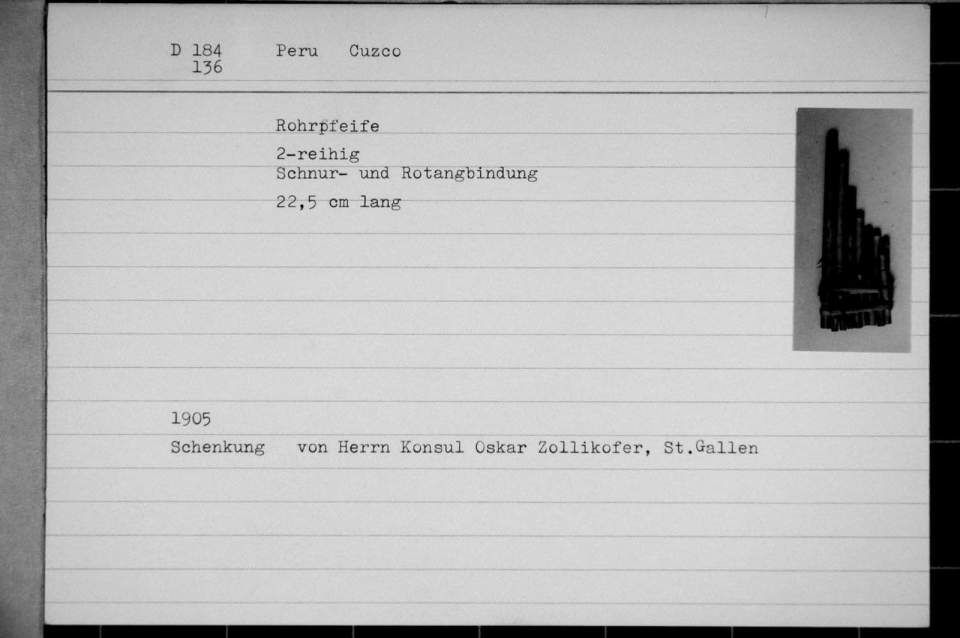 D 184 Peru Cuzco
136
Rohrpfeife
2-reihig
Schnur- und Rotangbindung
22,5 cm lang
1905
Schenkung von Herrn Konsul Oskar Zollikofer, St.Gallen